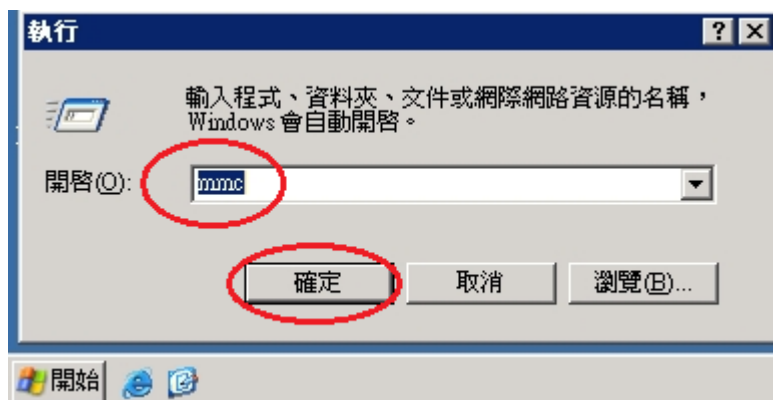 執行
輸入程式、資料夾、文件或網際網路資源的名稱，
Windows 會自動開啓。
開啓(O):
mmc
確定
取消
瀏覽(B)...
開始